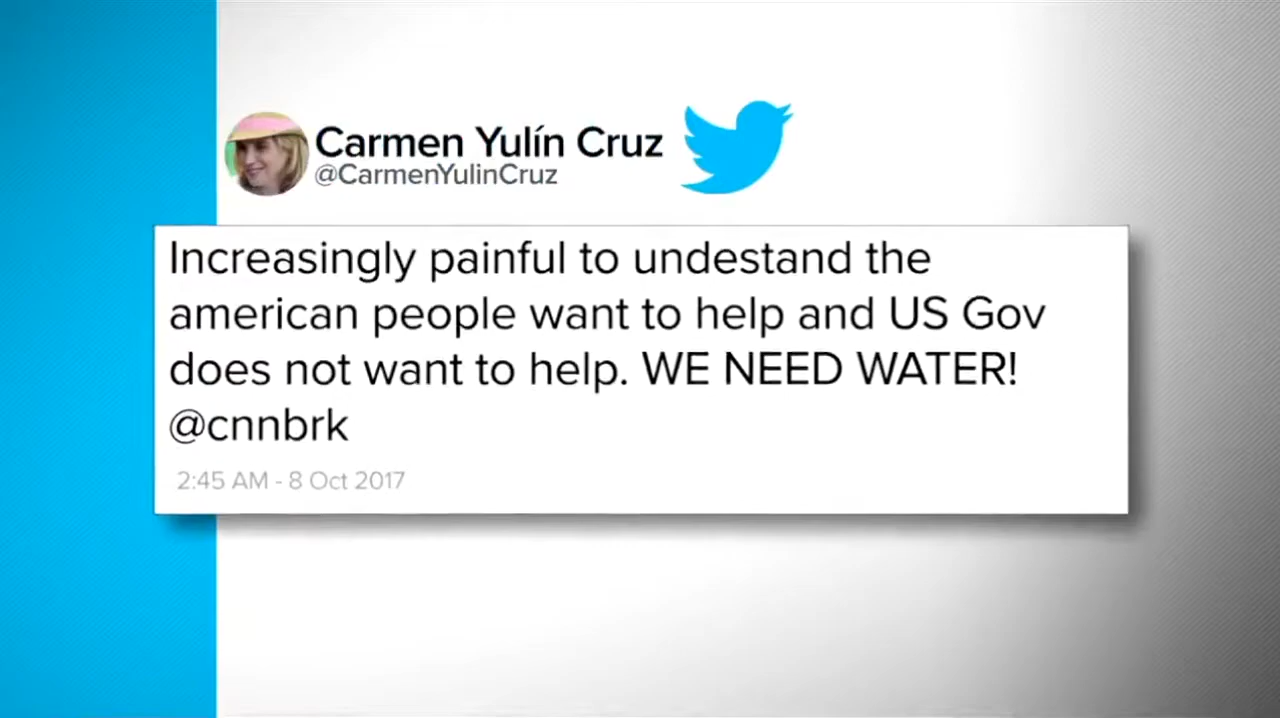 Carmen Yulín Cruz
@CarmenYulinCruz
Increasingly painful to undestand the
american people want to help and US Gov
does not want to help. WE NEED WATER!
@cnnbrk
2:45 AM - 8 Oct 2017